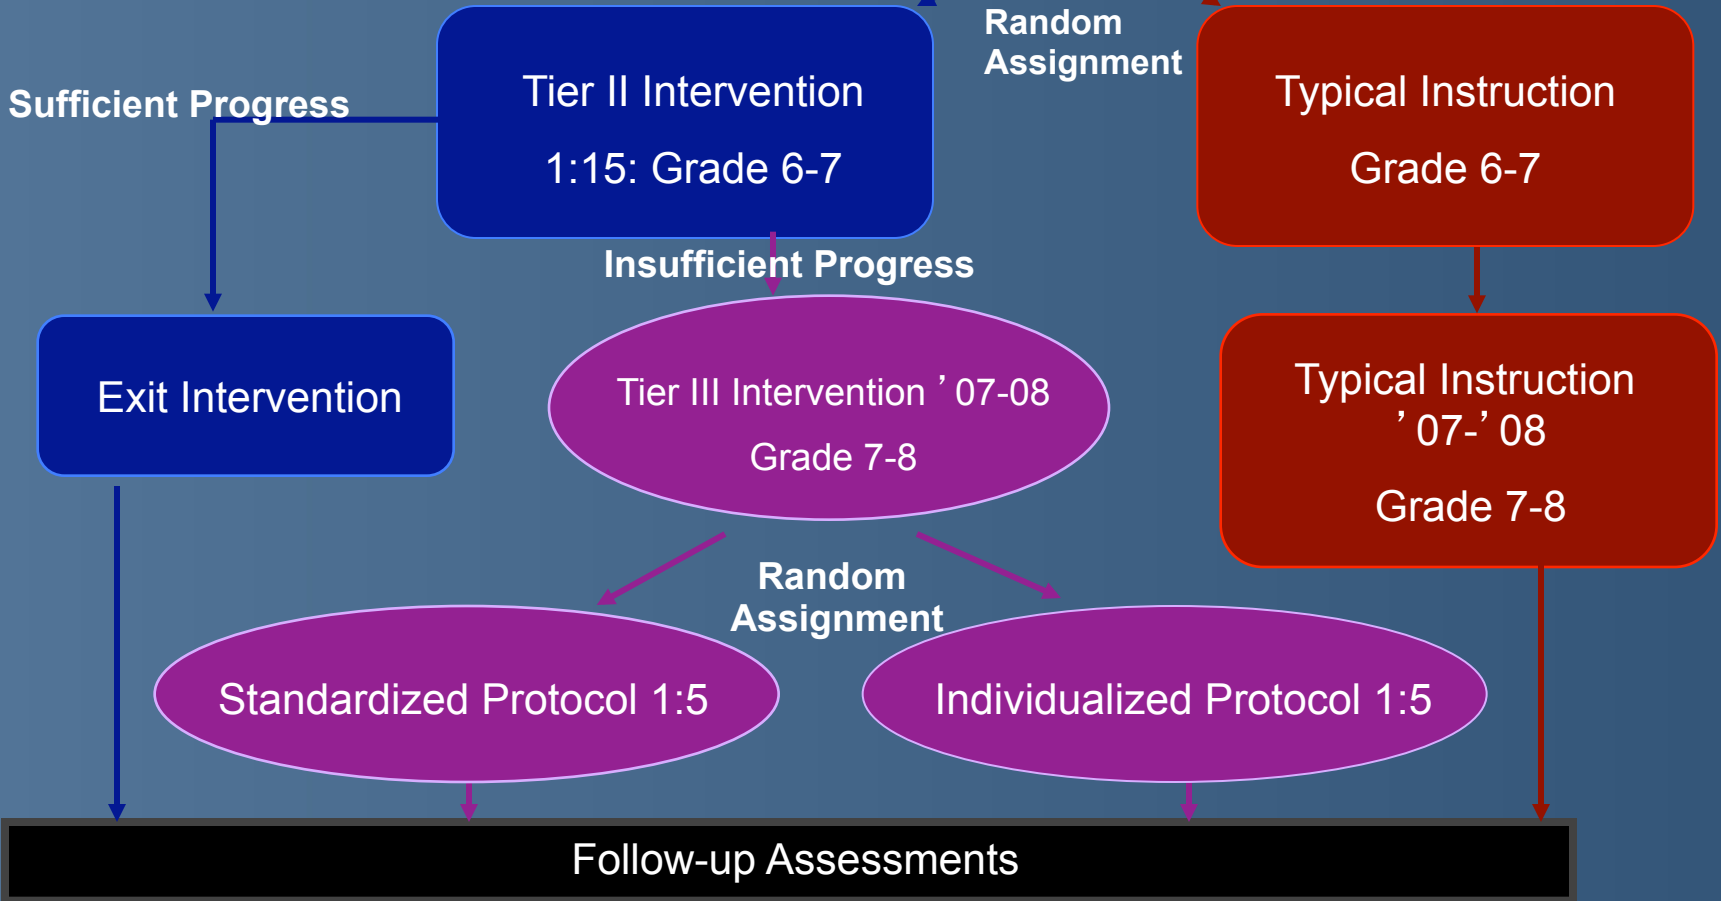 Random
Assignment
Sufficient Progress
Tier II Intervention
1:15: Grade 6-7
Typical Instruction
Grade 6-7
Insufficient Progress
Exit Intervention
Tier III Intervention ’07-08
Grade 7-8
Typical Instruction
’07-’08
Grade 7-8
Random
Assignment
Standardized Protocol 1:5
Individualized Protocol 1:5
Follow-up Assessments